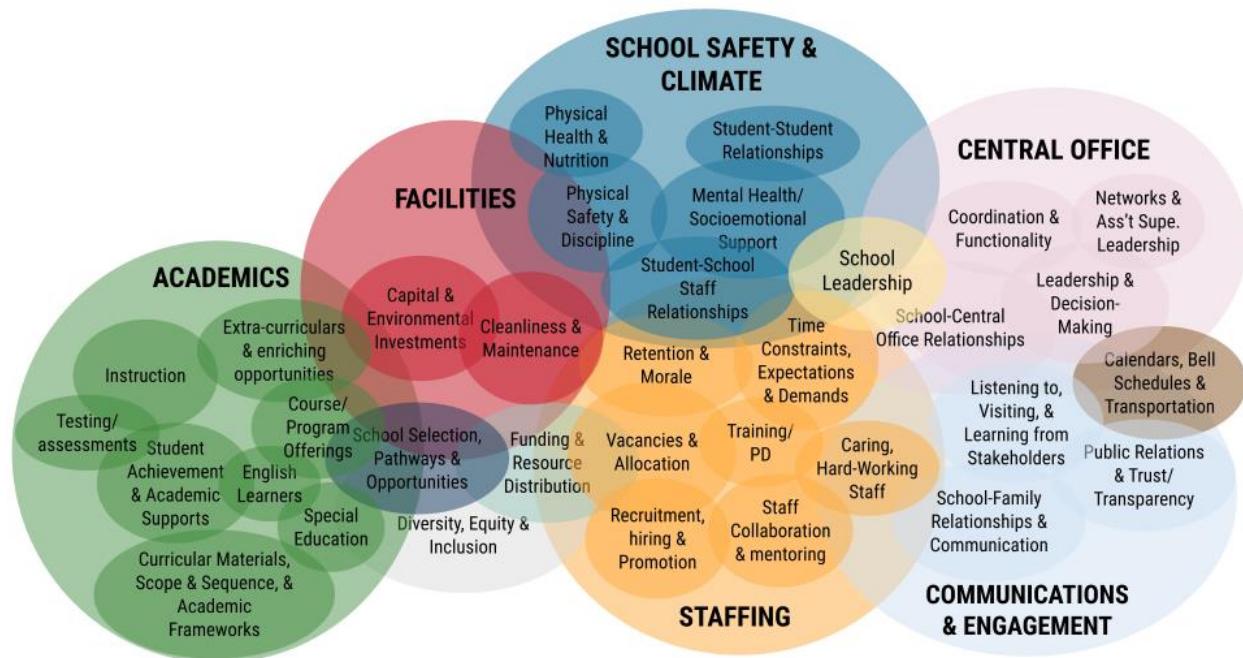 SCHOOL SAFETY &
CLIMATE
Physical
Health &
Nutrition
Student-Student
Relationships
Physical
Safety &
Discipline
Mental Health/
Socioemotional
Support
Student-School
Staff
Relationships
School
Leadership
CENTRAL OFFICE
Coordination &
Functionality
Networks &
Ass't Supe.
Leadership
Leadership &
Decision-
Making
School-Central
Office Relationships
Calendars, Bell
Schedules &
Transportation
FACILITIES
Capital &
Environmental
Investments
Cleanliness &
Maintenance
ACADEMICS
Extra-curriculars
& enriching
opportunities
Instruction
Testing/
assessments
Course/
Program
Offerings
Student
Achievement
& Academic
Supports
English
Learners
Special
Education
Curricular Materials,
Scope & Sequence, &
Academic
Frameworks
School Selection,
Pathways &
Opportunities
Funding &
Resource
Distribution
Diversity, Equity &
Inclusion
Retention &
Morale
Time
Constraints,
Expectations
& Demands
Vacancies &
Allocation
Training/
PD
Caring,
Hard-Working
Staff
Recruitment,
hiring &
Promotion
Staff
Collaboration
& mentoring
STAFFING
Listening to,
Visiting, &
Learning from
Stakeholders
Public Relations
& Trust/
Transparency
School-Family
Relationships &
Communication
COMMUNICATIONS
& ENGAGEMENT